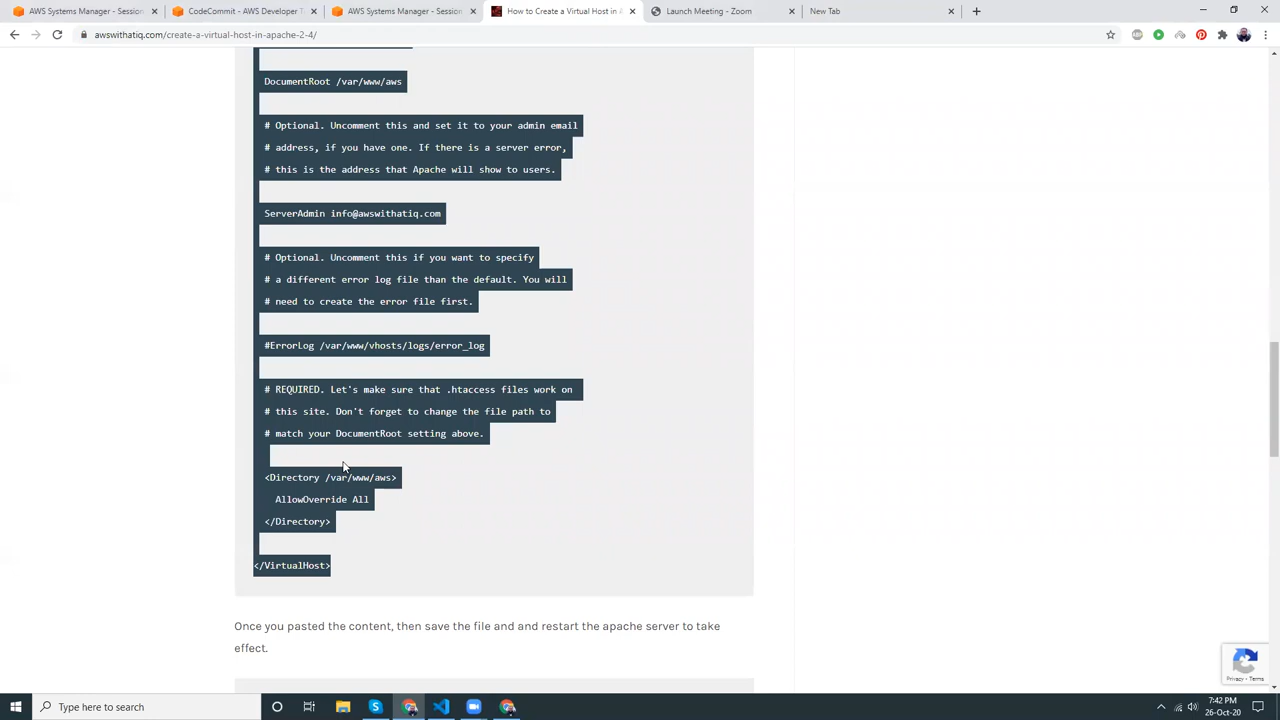 AWS Systems Manager - Session
CodeCommit - AWS Developer T
AWS Systems Manager - Session
How to Create a Virtual Host in A
Launch Meeting - Zoom
New Tab
awswithatiq.com/create-a-virtual-host-in-apache-2-4/
DocumentRoot /var/www/aws
# Optional. Uncomment this and set it to your admin email
# address, if you have one. If there is a server error,
# this is the address that Apache will show to users.
ServerAdmin info@awswithatiq.com
# Optional. Uncomment this if you want to specify
# a different error log file than the default. You will
# need to create the error file first.
#ErrorLog /var/www/vhosts/logs/error_log
# REQUIRED. Let's make sure that .htaccess files work on
# this site. Don't forget to change the file path to
# match your DocumentRoot setting above.
<Directory /var/www/aws>
AllowOverride All
</Directory>
</VirtualHost>
Once you pasted the content, then save the file and and restart the apache server to take
effect.
Privacy - Terms
Type here to search
7:42 PM
26-Oct-20